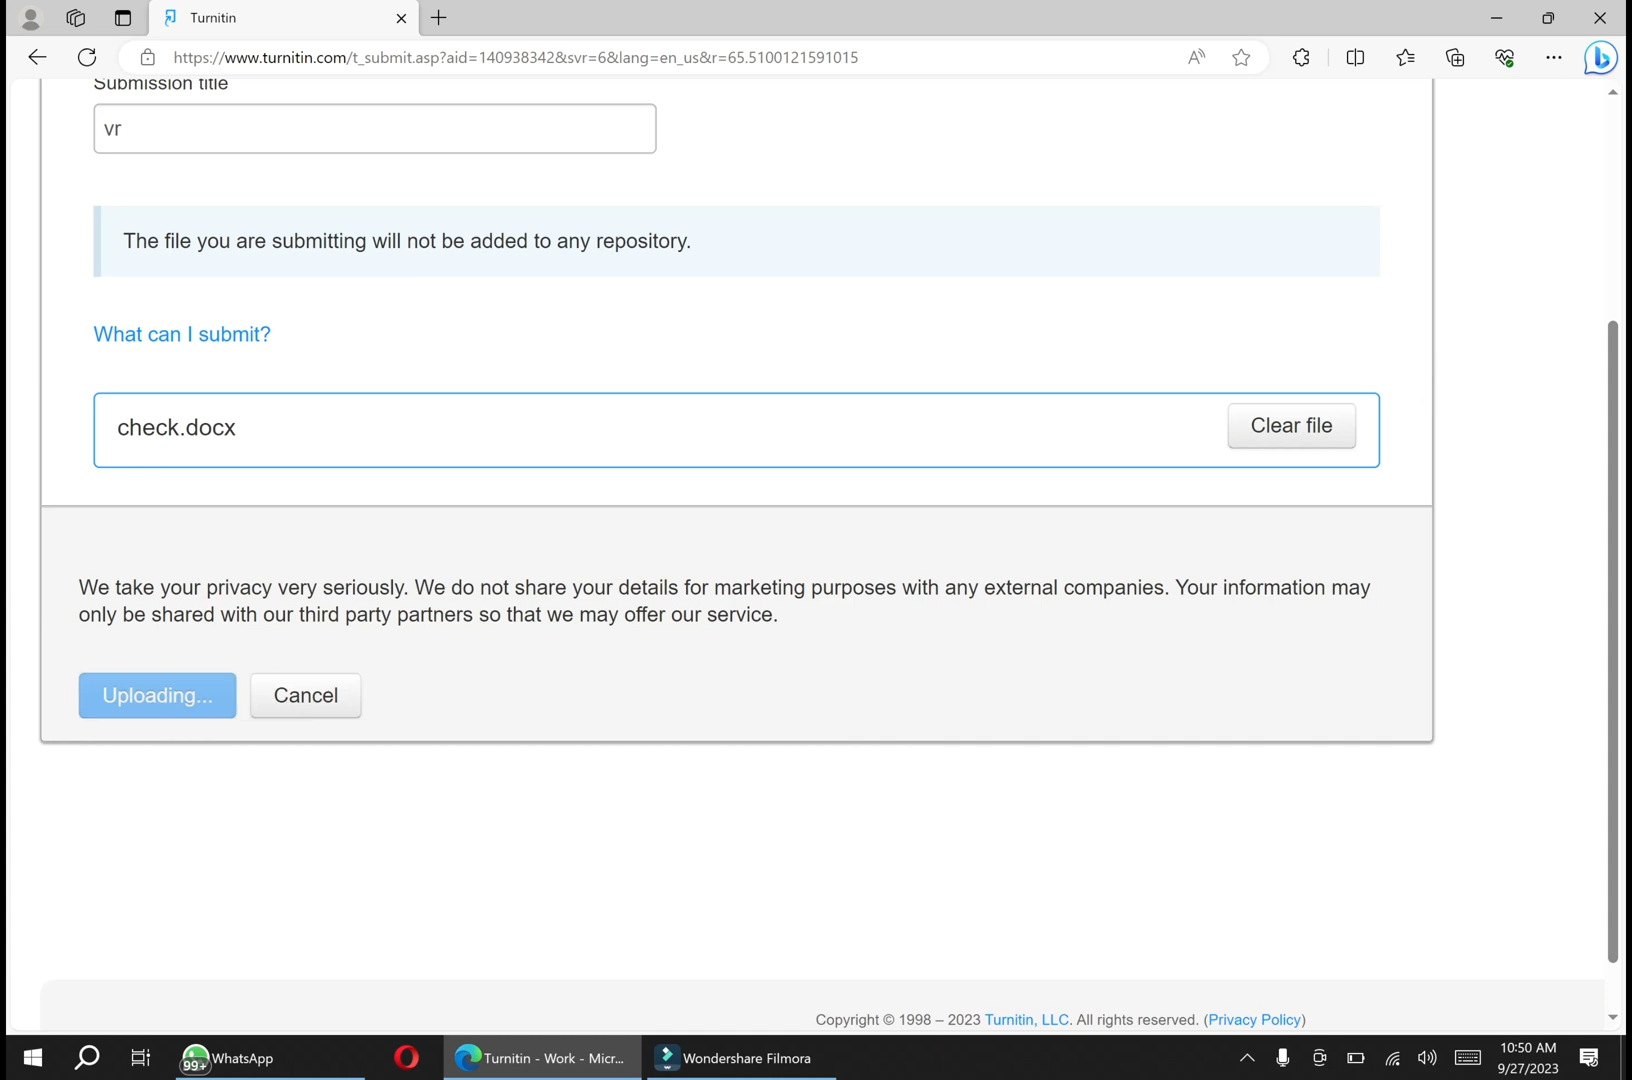 Turnitin
https://www.turnitin.com/t_submit.asp?aid=140938342&svr=6&lang=en_us&r=65.5100121591015
Submission title
vr
The file you are submitting will not be added to any repository.
What can I submit?
check.docx
Clear file
We take your privacy very seriously. We do not share your details for marketing purposes with any external companies. Your information may
only be shared with our third party partners so that we may offer our service.
Uploading...
Cancel
Copyright © 1998 – 2023 Turnitin, LLC. All rights reserved. (Privacy Policy)
99+
WhatsApp
Turnitin - Work - Micr...
Wondershare Filmora
10:50 AM
9/27/2023